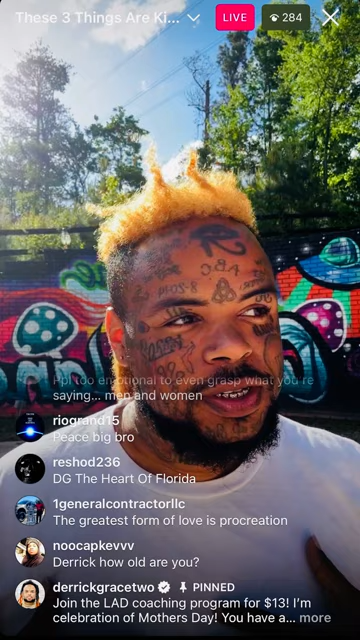 These 3 Things Are Ki...
LIVE
284
Ppl too emotional to even grasp what you're
saying... men and women
riogrand15
Peace big bro
reshod236
DG The Heart Of Florida
1generalcontractorllc
The greatest form of love is procreation
noocapkevvv
Derrick how old are you?
derrickgracetwo PINNED
Join the LAD coaching program for $13! I'm
celebration of Mothers Day! You have a... more